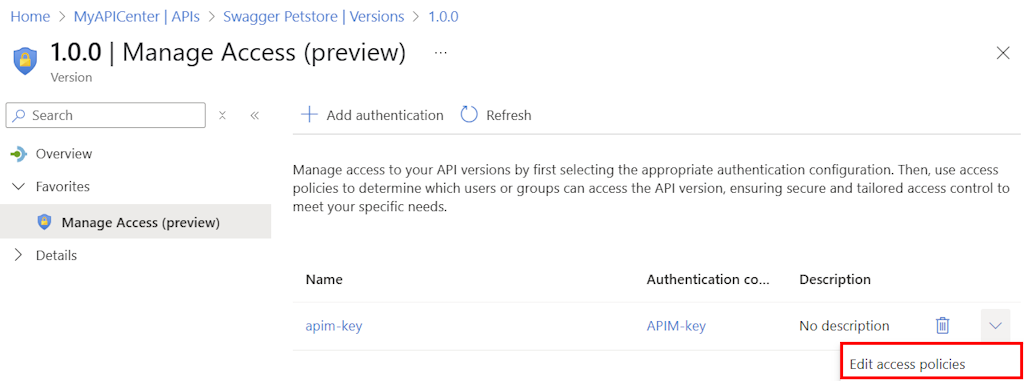 Home > MyAPICenter | APIs > Swagger Petstore | Versions > 1.0.0
1.0.0 | Manage Access (preview) ...
Version
Search
Add authentication
Refresh
Overview
Favorites
Manage Access (preview)
Details
Manage access to your API versions by first selecting the appropriate authentication configuration. Then, use access
policies to determine which users or groups can access the API version, ensuring secure and tailored access control to
meet your specific needs.
Name Authentication co... Description
apim-key APIM-key No description
Edit access policies